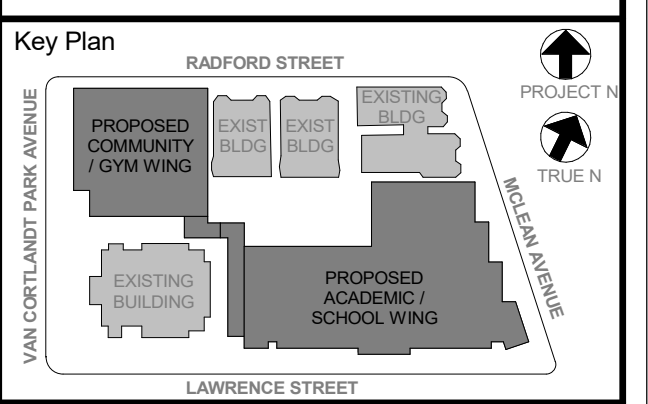 Key Plan
RADFORD STREET
PROJECT N
TRUE N
VAN CORTLANDT PARK AVENUE
PROPOSED
COMMUNITY
/ GYM WING
EXIST
BLDG
EXIST
BLDG
EXISTING
BLDG
MCLEAN AVENUE
EXISTING
BUILDING
PROPOSED
ACADEMIC /
SCHOOL WING
LAWRENCE STREET